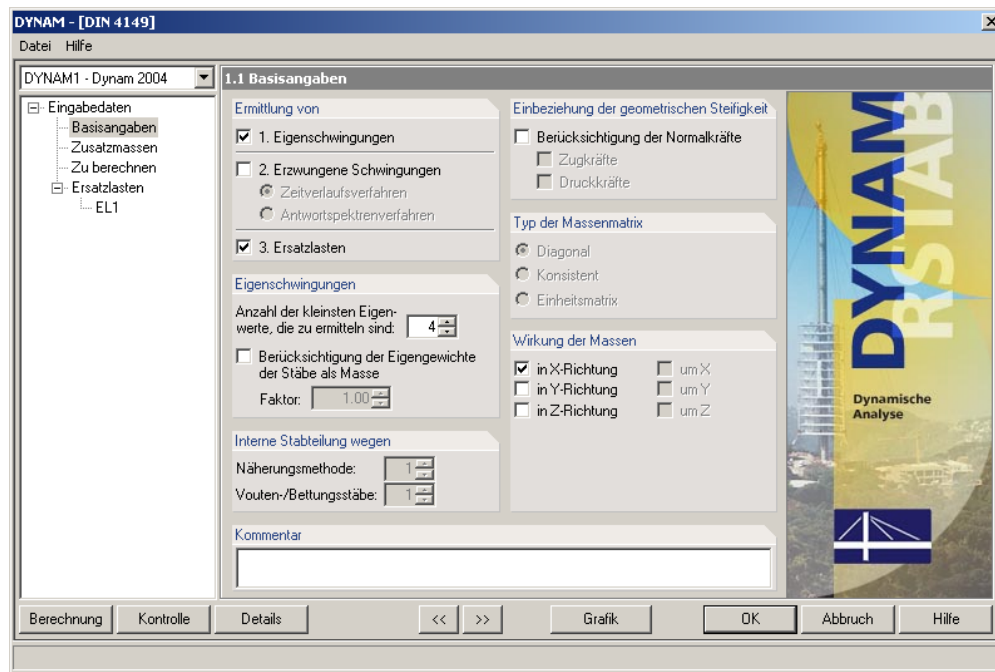 DYNAM - [DIN 4149]
Datei Hilfe
DYNAM1 - Dynam 2004
Eingabedaten
Basisangaben
Zusatzmassen
Zu berechnen
Ersatzlasten
EL1
1.1 Basisangaben
Ermittlung von
1. Eigenschwingungen
2. Erzwungene Schwingungen
Zeitverlaufsverfahren
Antwortspektrenverfahren
3. Ersatzlasten
Eigenschwingungen
Anzahl der kleinsten Eigen-
werte, die zu ermitteln sind: 4
Berücksichtigung der Eigengewichte
der Stäbe als Masse
Faktor: 1.00
Interne Stabteilung wegen
Näherungsmethode: 1
Vouten-/Bettungsstäbe: 1
Einbeziehung der geometrischen Steifigkeit
Berücksichtigung der Normalkräfte
Zugkräfte
Druckkräfte
Typ der Massenmatrix
Diagonal
Konsistent
Einheitsmatrix
Wirkung der Massen
in X-Richtung um X
in Y-Richtung um Y
in Z-Richtung um Z
Kommentar
DYNAM
RSTAB
Dynamische
Analyse
Berechnung Kontrolle Details << >> Grafik OK Abbruch Hilfe